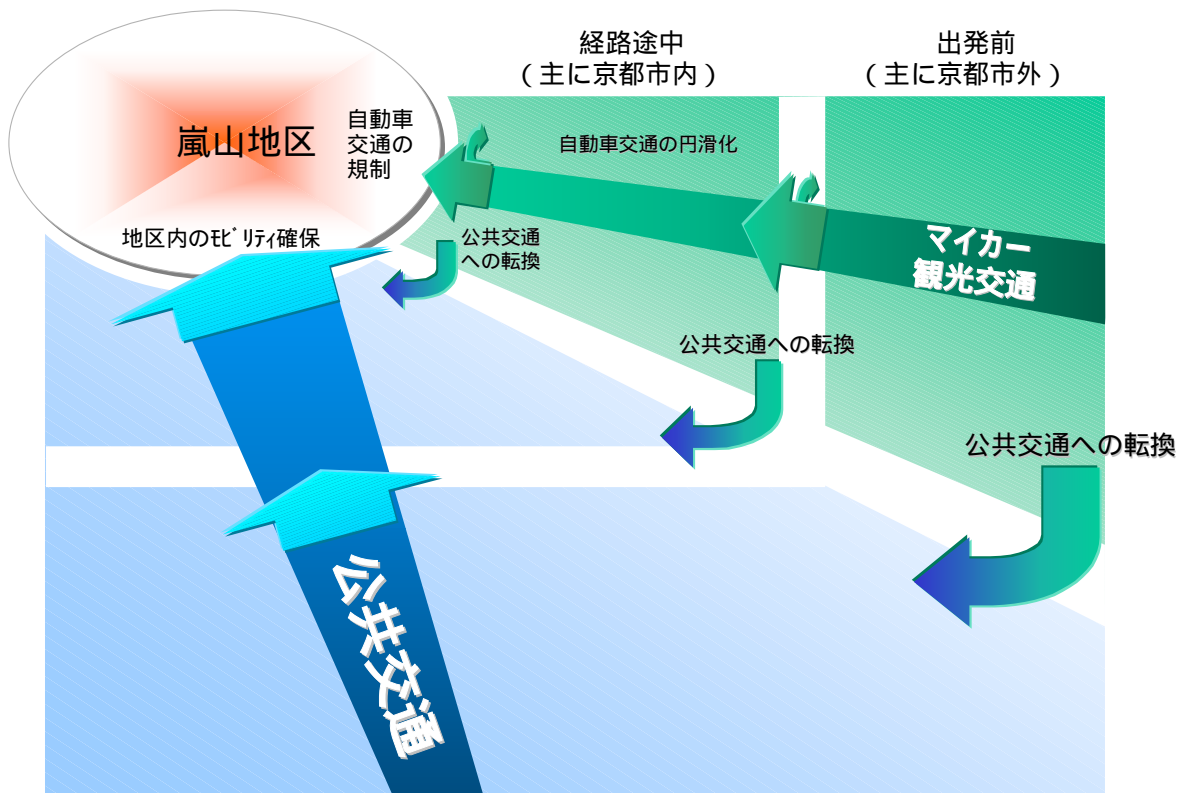 経路途中
（主に京都市内）
出発前
（主に京都市外）
嵐山地区
自動車
交通の
規制
地区内のﾓﾋﾞﾘﾃｨ確保
自動車交通の円滑化
マイカー
観光交通
公共交通
への転換
公共交通への転換
公共交通への転換
公共交通